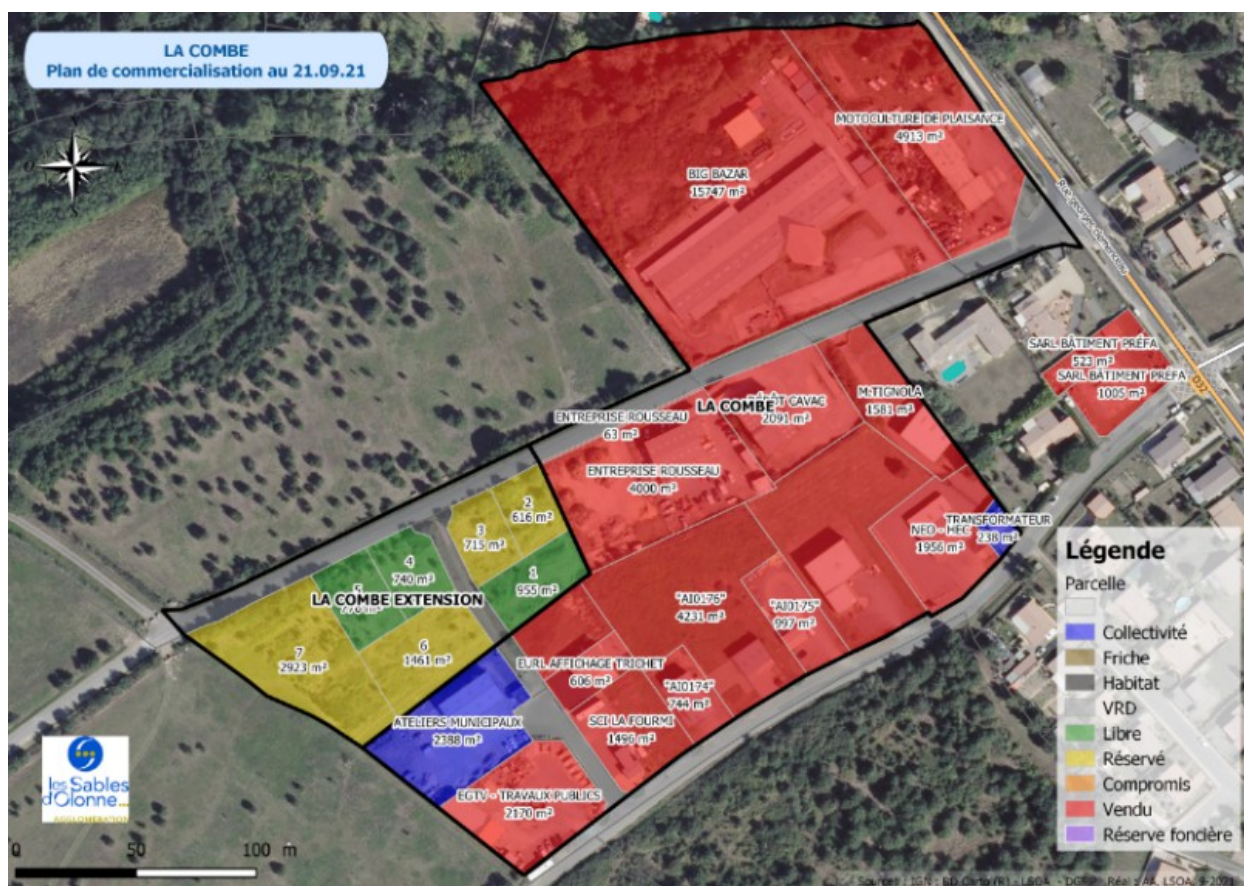 LA COMBE
Plan de commercialisation au 21.09.21
MOTOCULTURE DE PLAISANCE
4913 m²
BIG BAZAR
15747 m²
SARL BÂTIMENT PRÉFA
523 m²
SARL BÂTIMENT PRÉFA
1005 m²
D32
M.TIGNOLA
1581 m²
LA COMBE
CAVAC
2091 m²
ENTREPRISE ROUSSEAU
63 m²
ENTREPRISE ROUSSEAU
4000 m²
TRANSFORMATEUR
238 m²
1956 m²
2
616 m²
3
715 m²
1
955 m²
4
740 m²
5
LA COMBE EXTENSION
6
1461 m²
7
2923 m²
"AI0176"
4231 m²
"AI0175"
997 m²
"AI0174"
744 m²
EURL AFFICHAGE TRICHET
606 m²
SCI LA FOURMI
1496 m²
ATELIERS MUNICIPAUX
2388 m²
EGTV - TRAVAUX PUBLICS
2170 m²
Légende
Parcelle
Collectivité
Friche
Habitat
VRD
Libre
Réservé
Compromis
Vendu
Réserve foncière
les Sables
d'Olonne
AGGLOMÉRATION
0 50 100 m